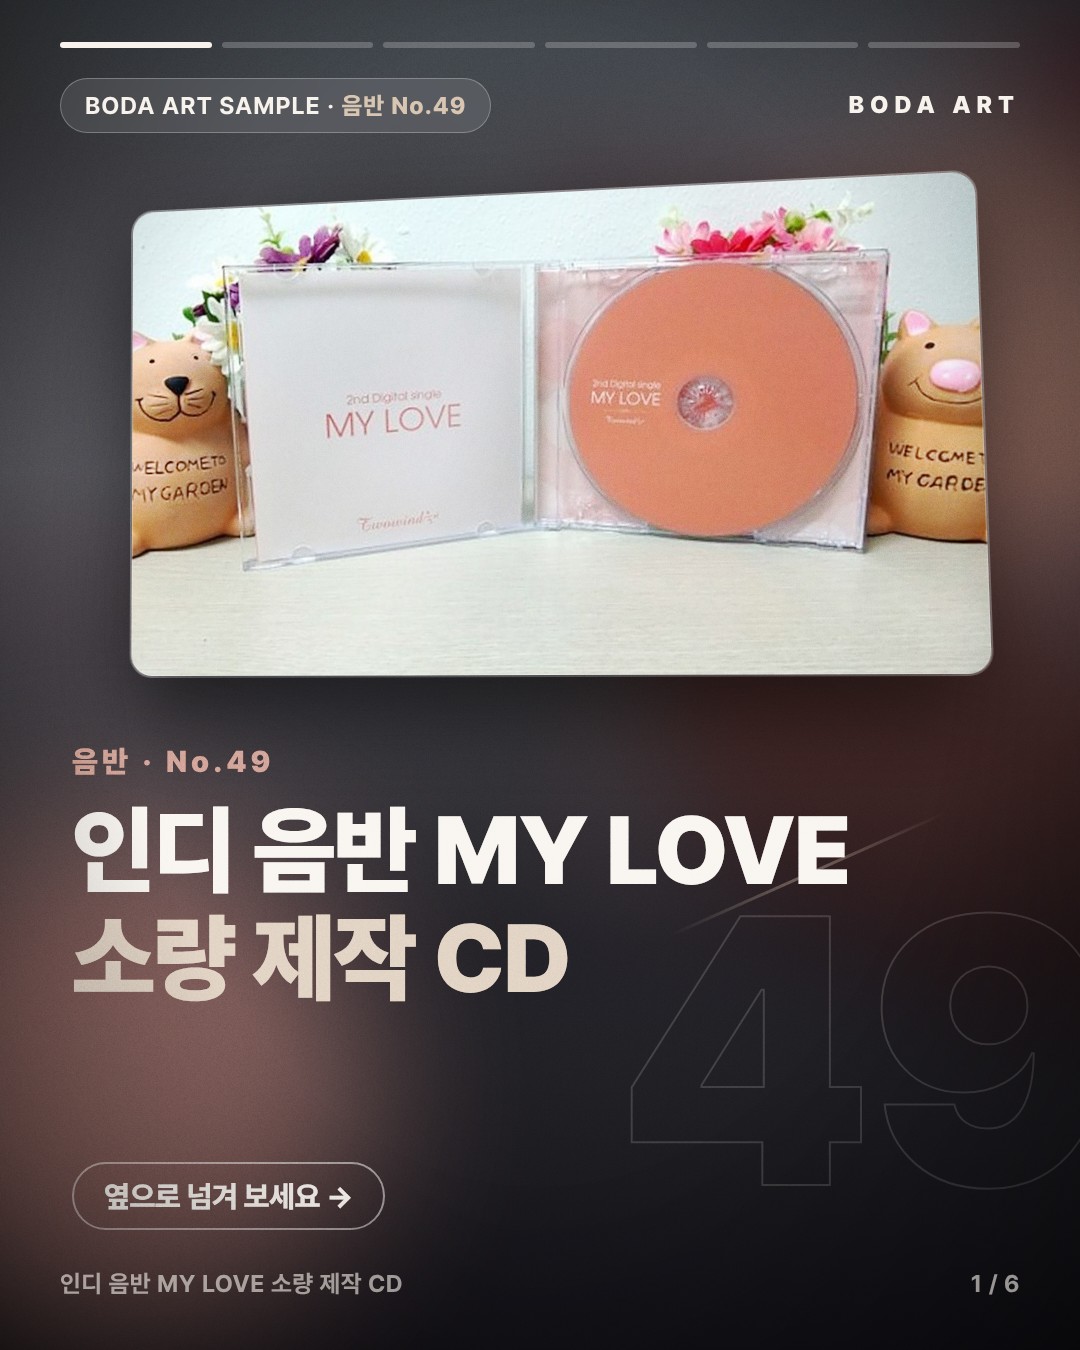 BODA ART SAMPLE · 음반 No.49
BODA ART
2nd Digital single
MY LOVE
Twowind
2nd Digital single
MY LOVE
Twowind
WELCOME TO
MY GARDEN
WELCOME T
MY GARDE
음반 · No.49
인디 음반 MY LOVE
소량 제작 CD
49
옆으로 넘겨 보세요 →
인디 음반 MY LOVE 소량 제작 CD
1 / 6